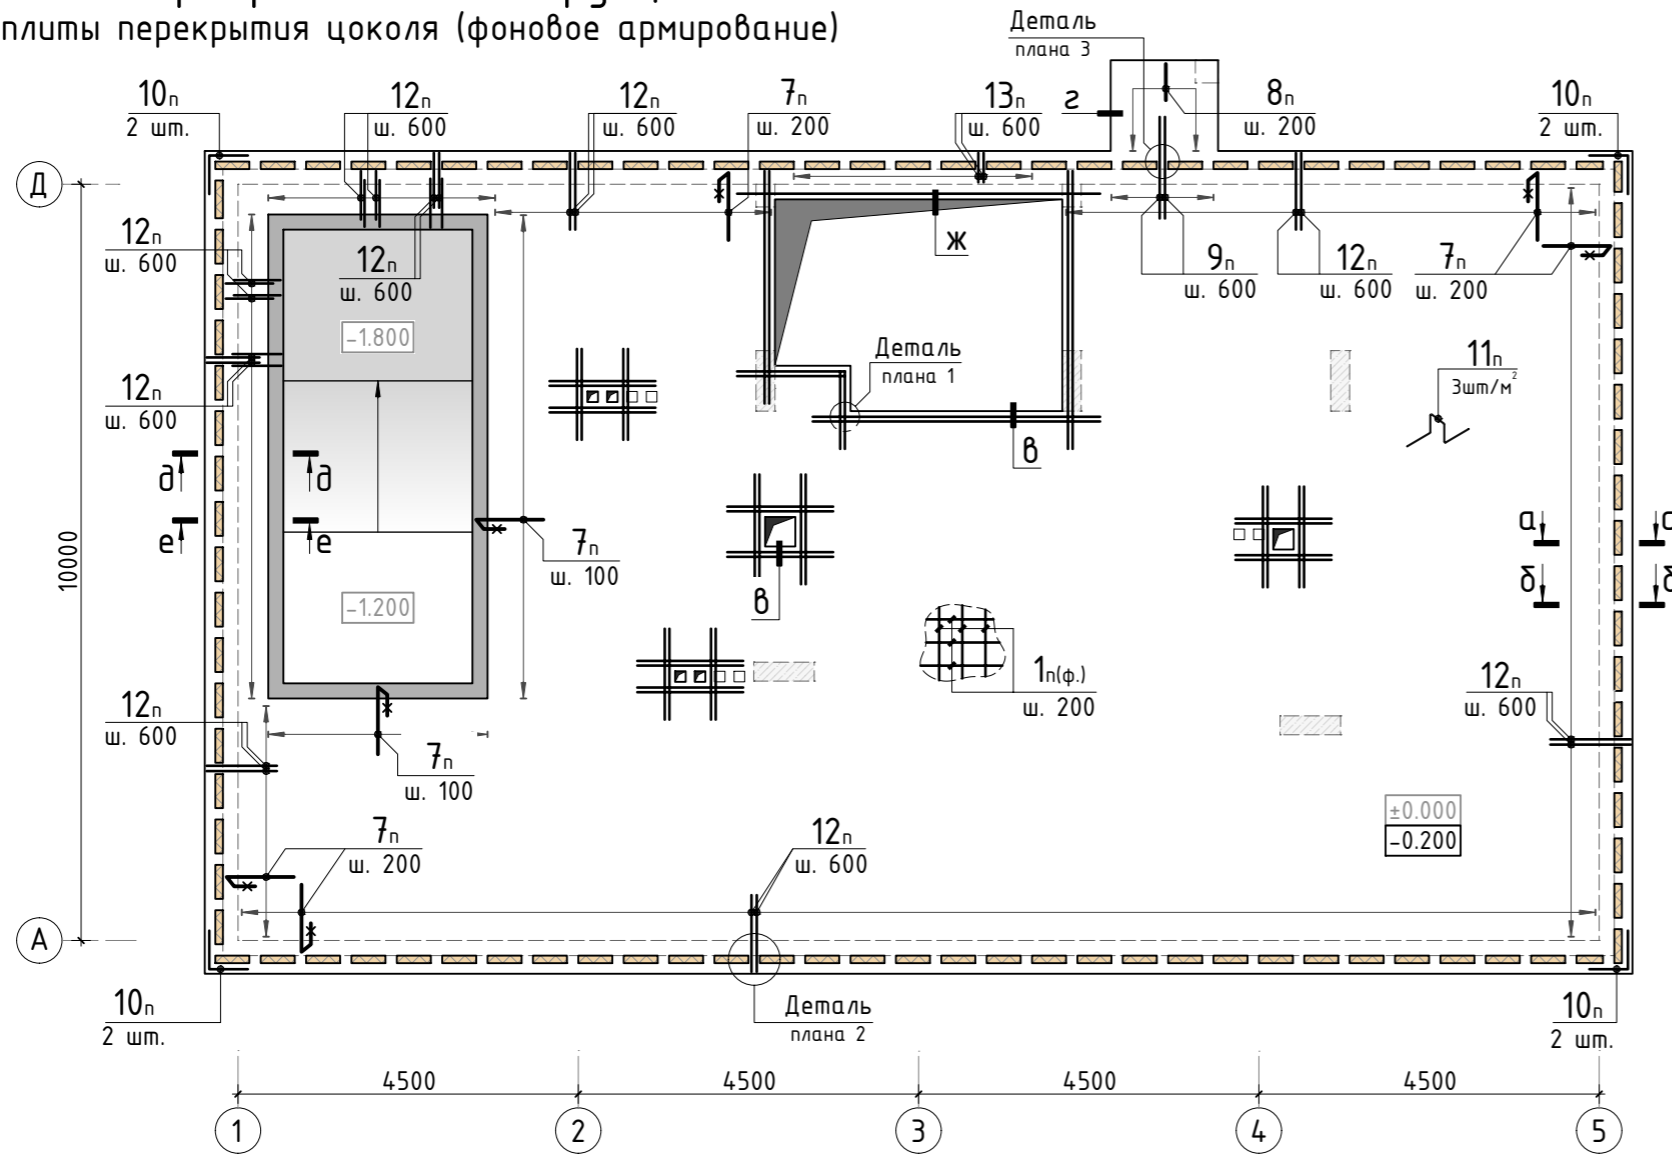 плиты перекрытия цоколя (фоновое армирование)
Деталь
плана 3
10п
2 шт.
12п
ш. 600
12п
ш. 600
7п
ш. 200
13п
ш. 600
г
8п
ш. 200
10п
2 шт.
Д
12п
ш. 600
12п
ш. 600
ж
9п
ш. 600
12п
ш. 600
7п
ш. 200
-1.800
Деталь
плана 1
11п
3шт/м²
12п
ш. 600
д
д
в
е
е
а
δ
7п
ш. 100
10000
-1.200
в
1п(ф.)
ш. 200
12п
ш. 600
12п
ш. 600
7п
ш. 100
±0.000
-0.200
7п
ш. 200
12п
ш. 600
А
10п
2 шт.
Деталь
плана 2
10п
2 шт.
4500
4500
4500
4500
1
2
3
4
5